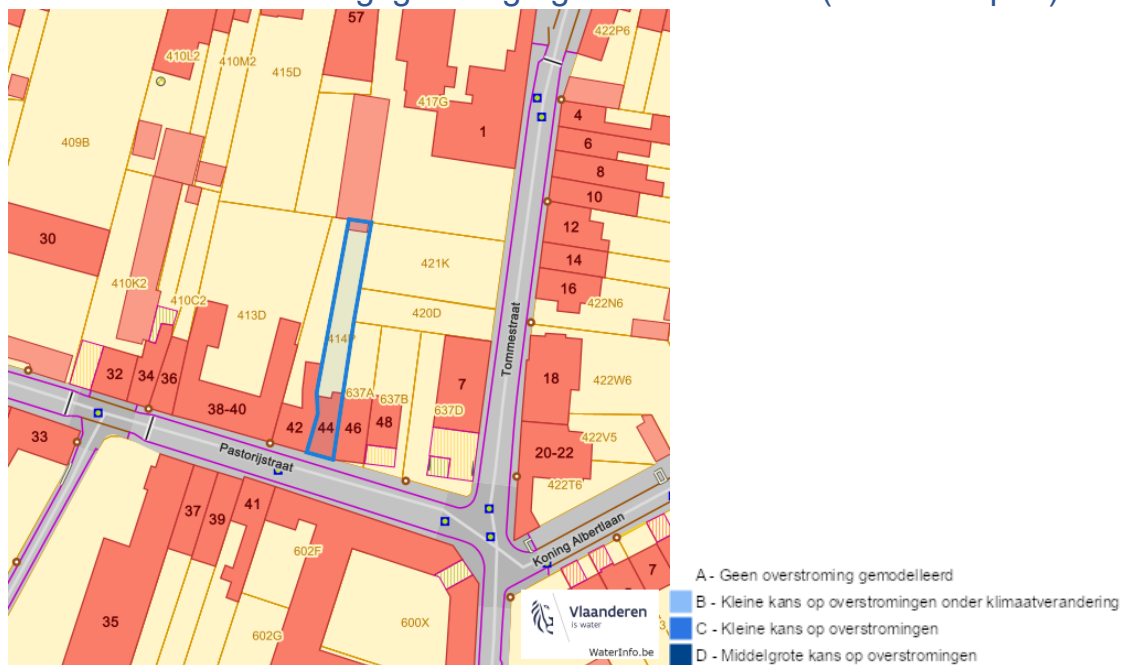 57
422P6
410L2
410M2
415D
417G
1
4
6
8
10
409B
12
14
16
30
421K
410K2
410C2
413D
420D
422N6
414P
Tommestraat
7
18
422W6
32
34
36
637A
637B
637D
38-40
42
44
46
48
33
Pastorijstraat
422V5
20-22
422T6
37
39
41
602F
Koning Albertlaan
7
35
602G
600X
Vlaanderen
is water
WaterInfo.be
A - Geen overstroming gemodelleerd
B - Kleine kans op overstromingen onder klimaatverandering
C - Kleine kans op overstromingen
D - Middelgrote kans op overstromingen